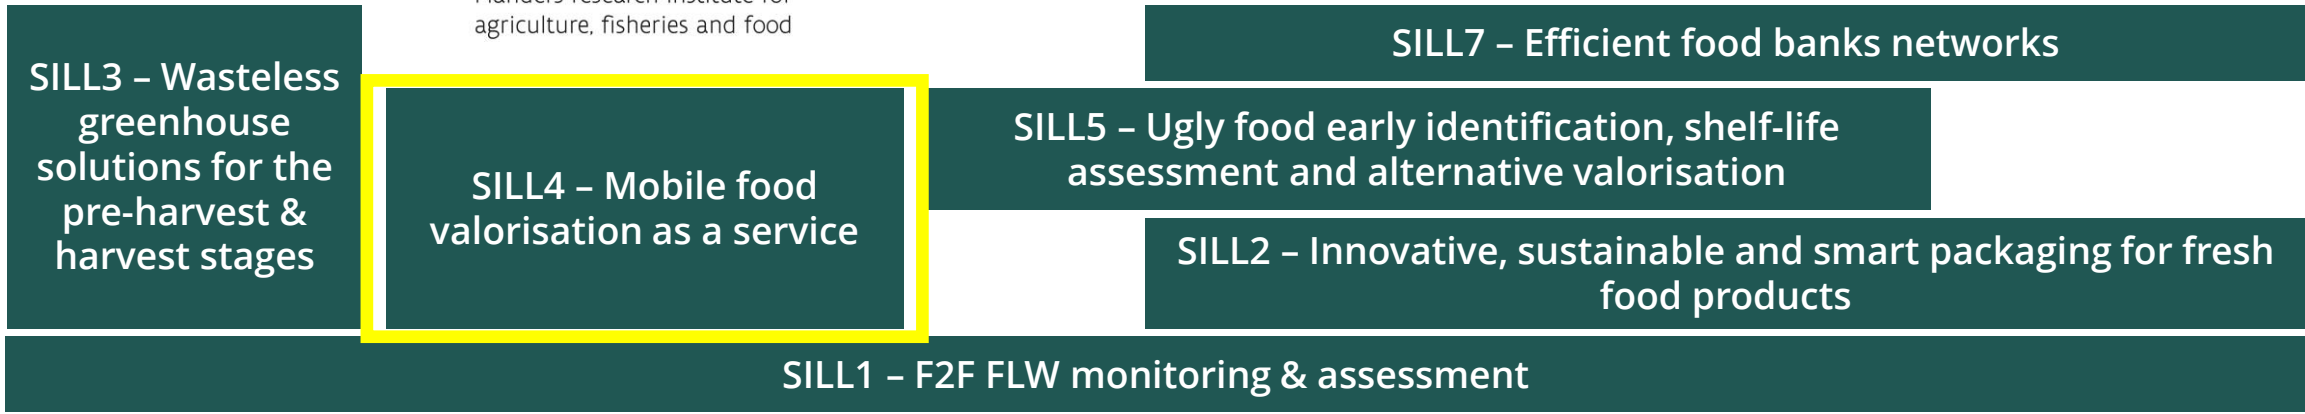 agriculture, fisheries and food
SILL7 – Efficient food banks networks
SILL3 – Wasteless
greenhouse
solutions for the
pre-harvest &
harvest stages
SILL4 – Mobile food
valorisation as a service
SILL5 – Ugly food early identification, shelf-life
assessment and alternative valorisation
SILL2 – Innovative, sustainable and smart packaging for fresh
food products
SILL1 – F2F FLW monitoring & assessment